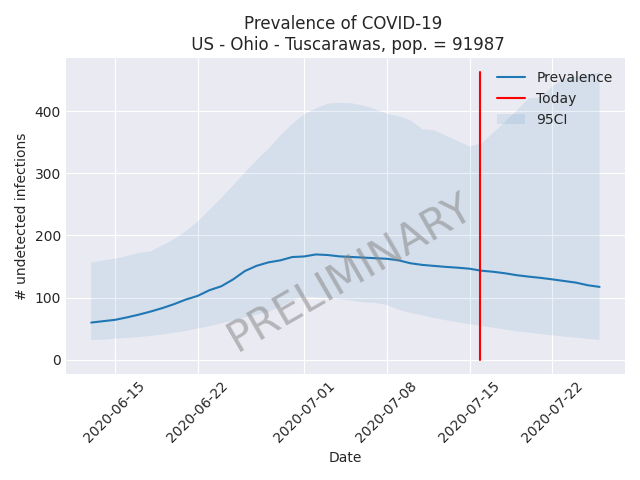 Prevalence of COVID-19
US - Ohio - Tuscarawas, pop. = 91987
Prevalence
Today
95CI
# undetected infections
400
300
200
100
0
PRELIMINARY
2020-06-15
2020-06-22
2020-07-01
2020-07-08
2020-07-15
2020-07-22
Date